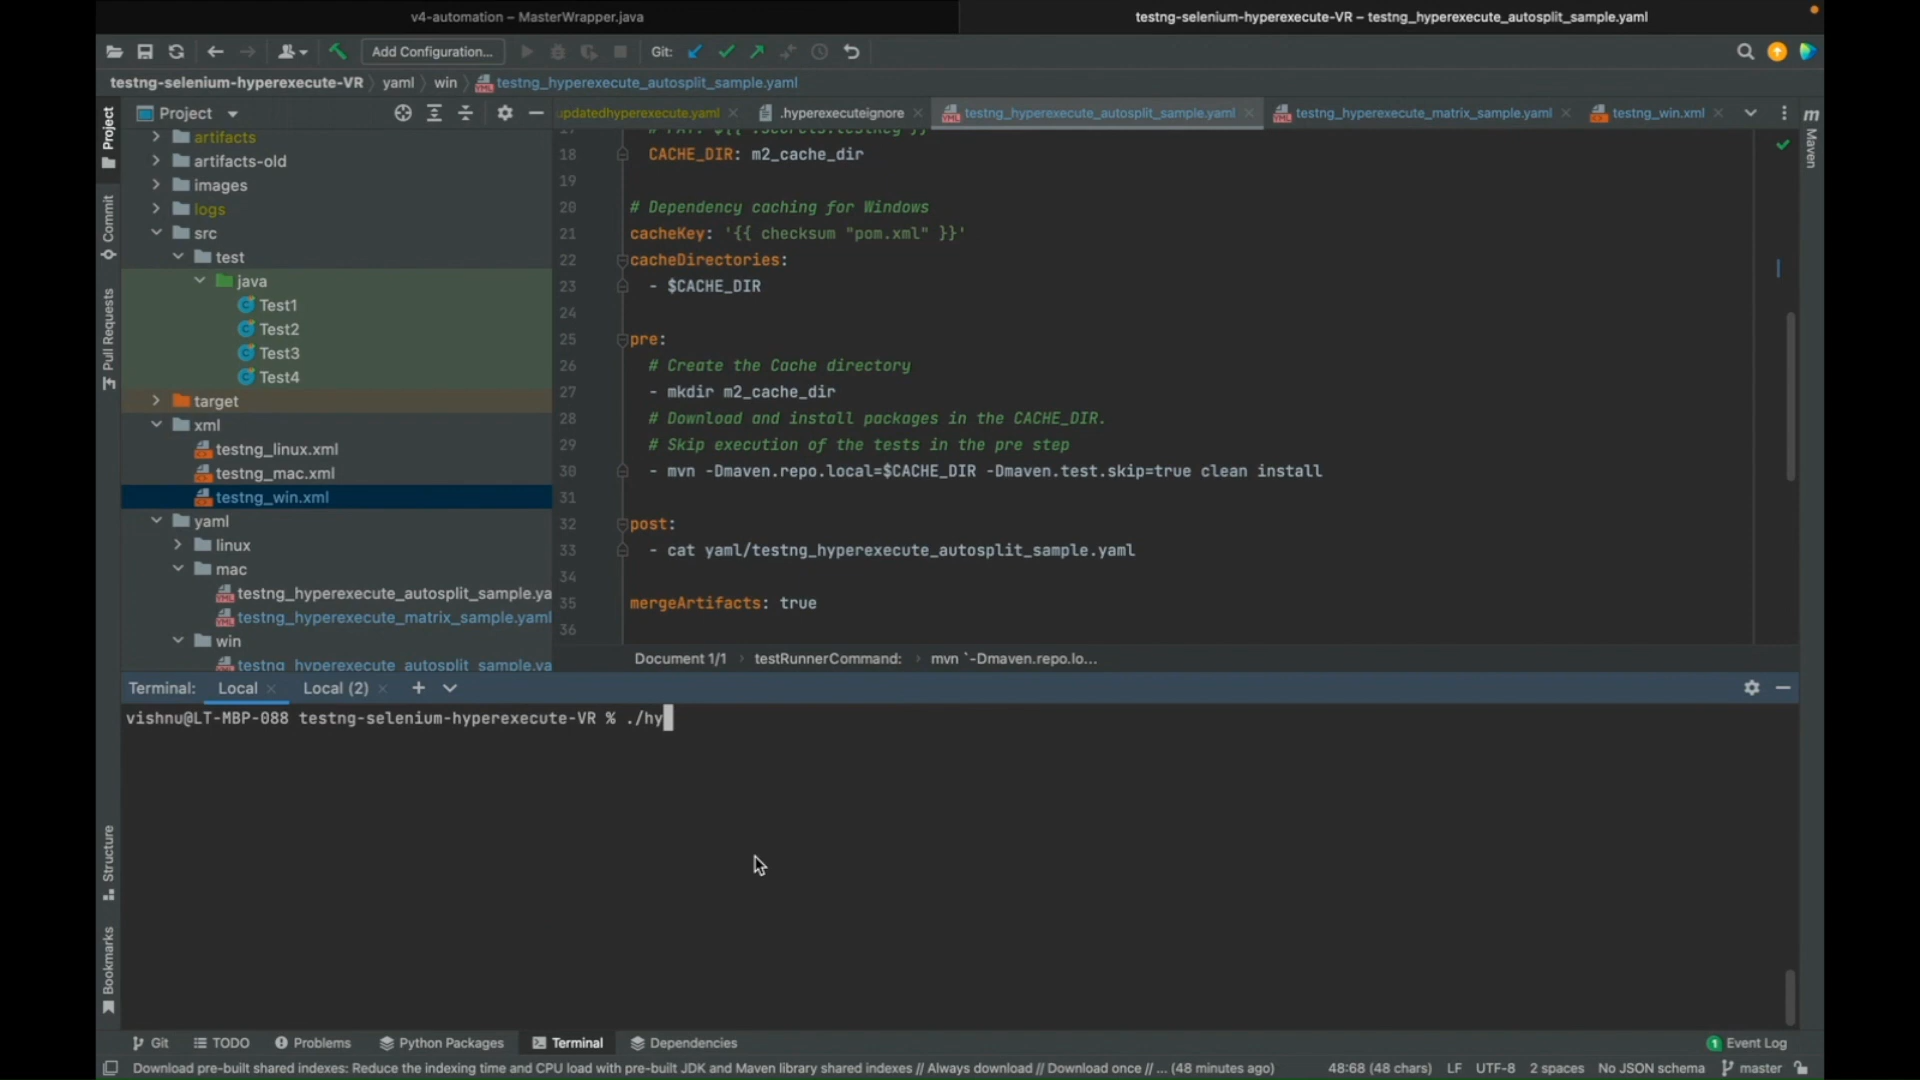 v4-automation – MasterWrapper.java
testng-selenium-hyperexecute-VR – testng_hyperexecute_autosplit_sample.yaml
Add Configuration...
Git:
testng-selenium-hyperexecute-VR
yaml
win
testng_hyperexecute_autosplit_sample.yaml
Project
updatedhyperexecute.yaml
.hyperexecuteignore
testng_hyperexecute_autosplit_sample.yaml
testng_hyperexecute_matrix_sample.yaml
testng_win.xml
Project
Commit
Pull Requests
Structure
Bookmarks
Maven
artifacts
artifacts-old
images
logs
src
test
java
Test1
Test2
Test3
Test4
target
xml
testng_linux.xml
testng_mac.xml
testng_win.xml
yaml
linux
mac
testng_hyperexecute_autosplit_sample.ya
testng_hyperexecute_matrix_sample.yaml
win
testng_hyperexecute_autosplit_sample.ya
18 CACHE_DIR: m2_cache_dir
19
20 # Dependency caching for Windows
21 cacheKey: '{{ checksum "pom.xml" }}'
22 cacheDirectories:
23 - $CACHE_DIR
24
25 pre:
26 # Create the Cache directory
27 - mkdir m2_cache_dir
28 # Download and install packages in the CACHE_DIR.
29 # Skip execution of the tests in the pre step
30 - mvn -Dmaven.repo.local=$CACHE_DIR -Dmaven.test.skip=true clean install
31
32 post:
33 - cat yaml/testng_hyperexecute_autosplit_sample.yaml
34
35 mergeArtifacts: true
36
Document 1/1
testRunnerCommand:
mvn `-Dmaven.repo.lo...
Terminal:
Local
Local (2)
vishnu@LT-MBP-088 testng-selenium-hyperexecute-VR % ./hy
Git
TODO
Problems
Python Packages
Terminal
Dependencies
1 Event Log
Download pre-built shared indexes: Reduce the indexing time and CPU load with pre-built JDK and Maven library shared indexes // Always download // Download once // ... (48 minutes ago)
48:68 (48 chars)
LF
UTF-8
2 spaces
No JSON schema
master